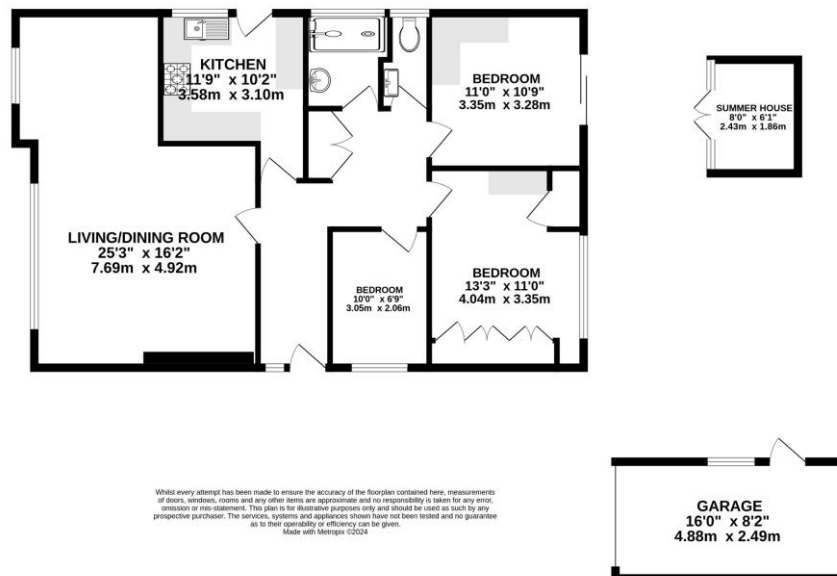 KITCHEN
11'9" x 10'2"
3.58m x 3.10m
BEDROOM
11'0" x 10'9"
3.35m x 3.28m
SUMMER HOUSE
8'0" x 6'1"
2.43m x 1.86m
LIVING/DINING ROOM
25'3" x 16'2"
7.69m x 4.92m
BEDROOM
10'0" x 6'9"
3.05m x 2.06m
BEDROOM
13'3" x 11'0"
4.04m x 3.35m
GARAGE
16'0" x 8'2"
4.88m x 2.49m
Whilst every attempt has been made to ensure the accuracy of the floorplan contained here, measurements
of doors, windows, rooms and any other items are approximate and no responsibility is taken for any error,
omission or mis-statement. This plan is for illustrative purposes only and should be used as such by any
prospective purchaser. The services, systems and appliances shown have not been tested and no guarantee
as to their operability or efficiency can be given.
Made with Metropix ©2024